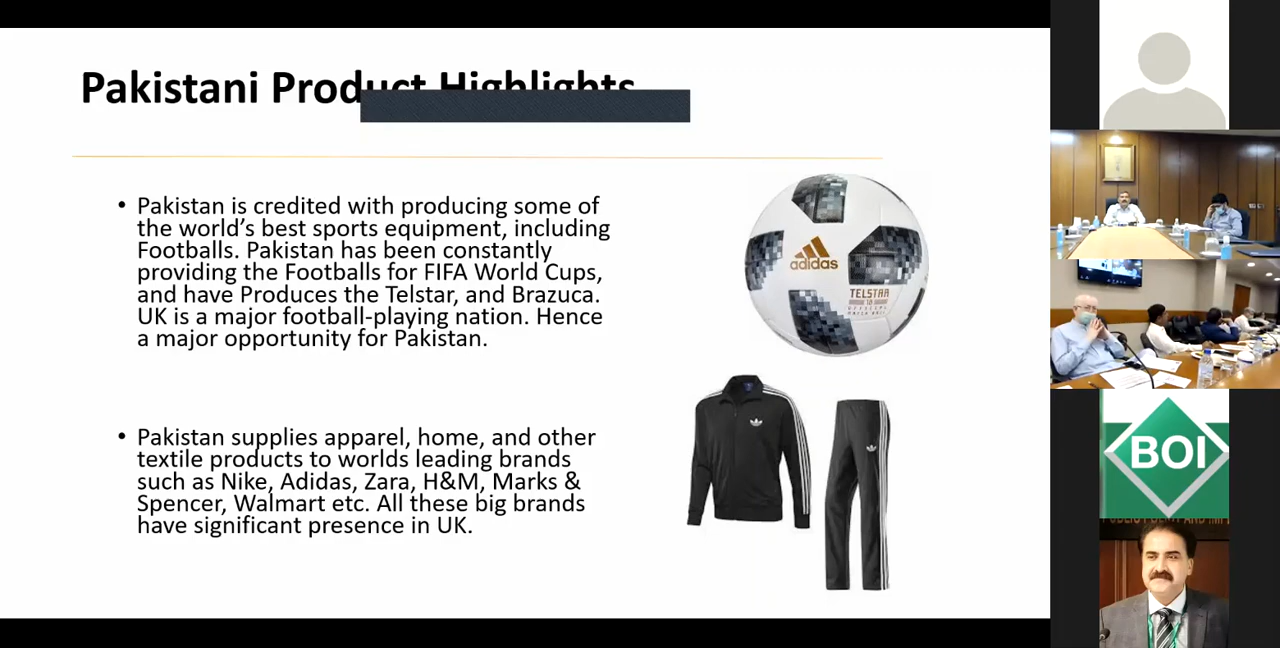 Pakistani Product Highlights
• Pakistan is credited with producing some of
the world's best sports equipment, including
Footballs. Pakistan has been constantly
providing the Footballs for FIFA World Cups,
and have Produces the Telstar, and Brazuca.
UK is a major football-playing nation. Hence
a major opportunity for Pakistan.
• Pakistan supplies apparel, home, and other
textile products to worlds leading brands
such as Nike, Adidas, Zara, H&M, Marks &
Spencer, Walmart etc. All these big brands
have significant presence in UK.
adidas
TELSTAR
18
OFFICIAL
MATCH BALL
BOI